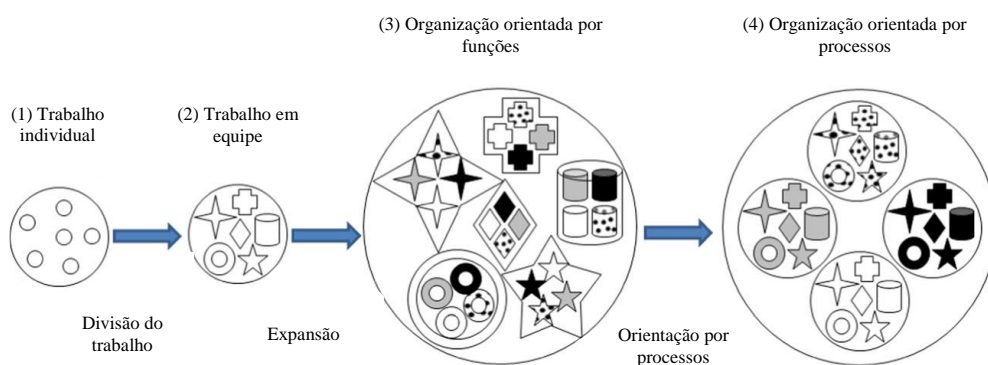 (3) Organização orientada por
funções
(4) Organização orientada por
processos
(1) Trabalho
individual
(2) Trabalho em
equipe
Divisão do
trabalho
Expansão
Orientação por
processos